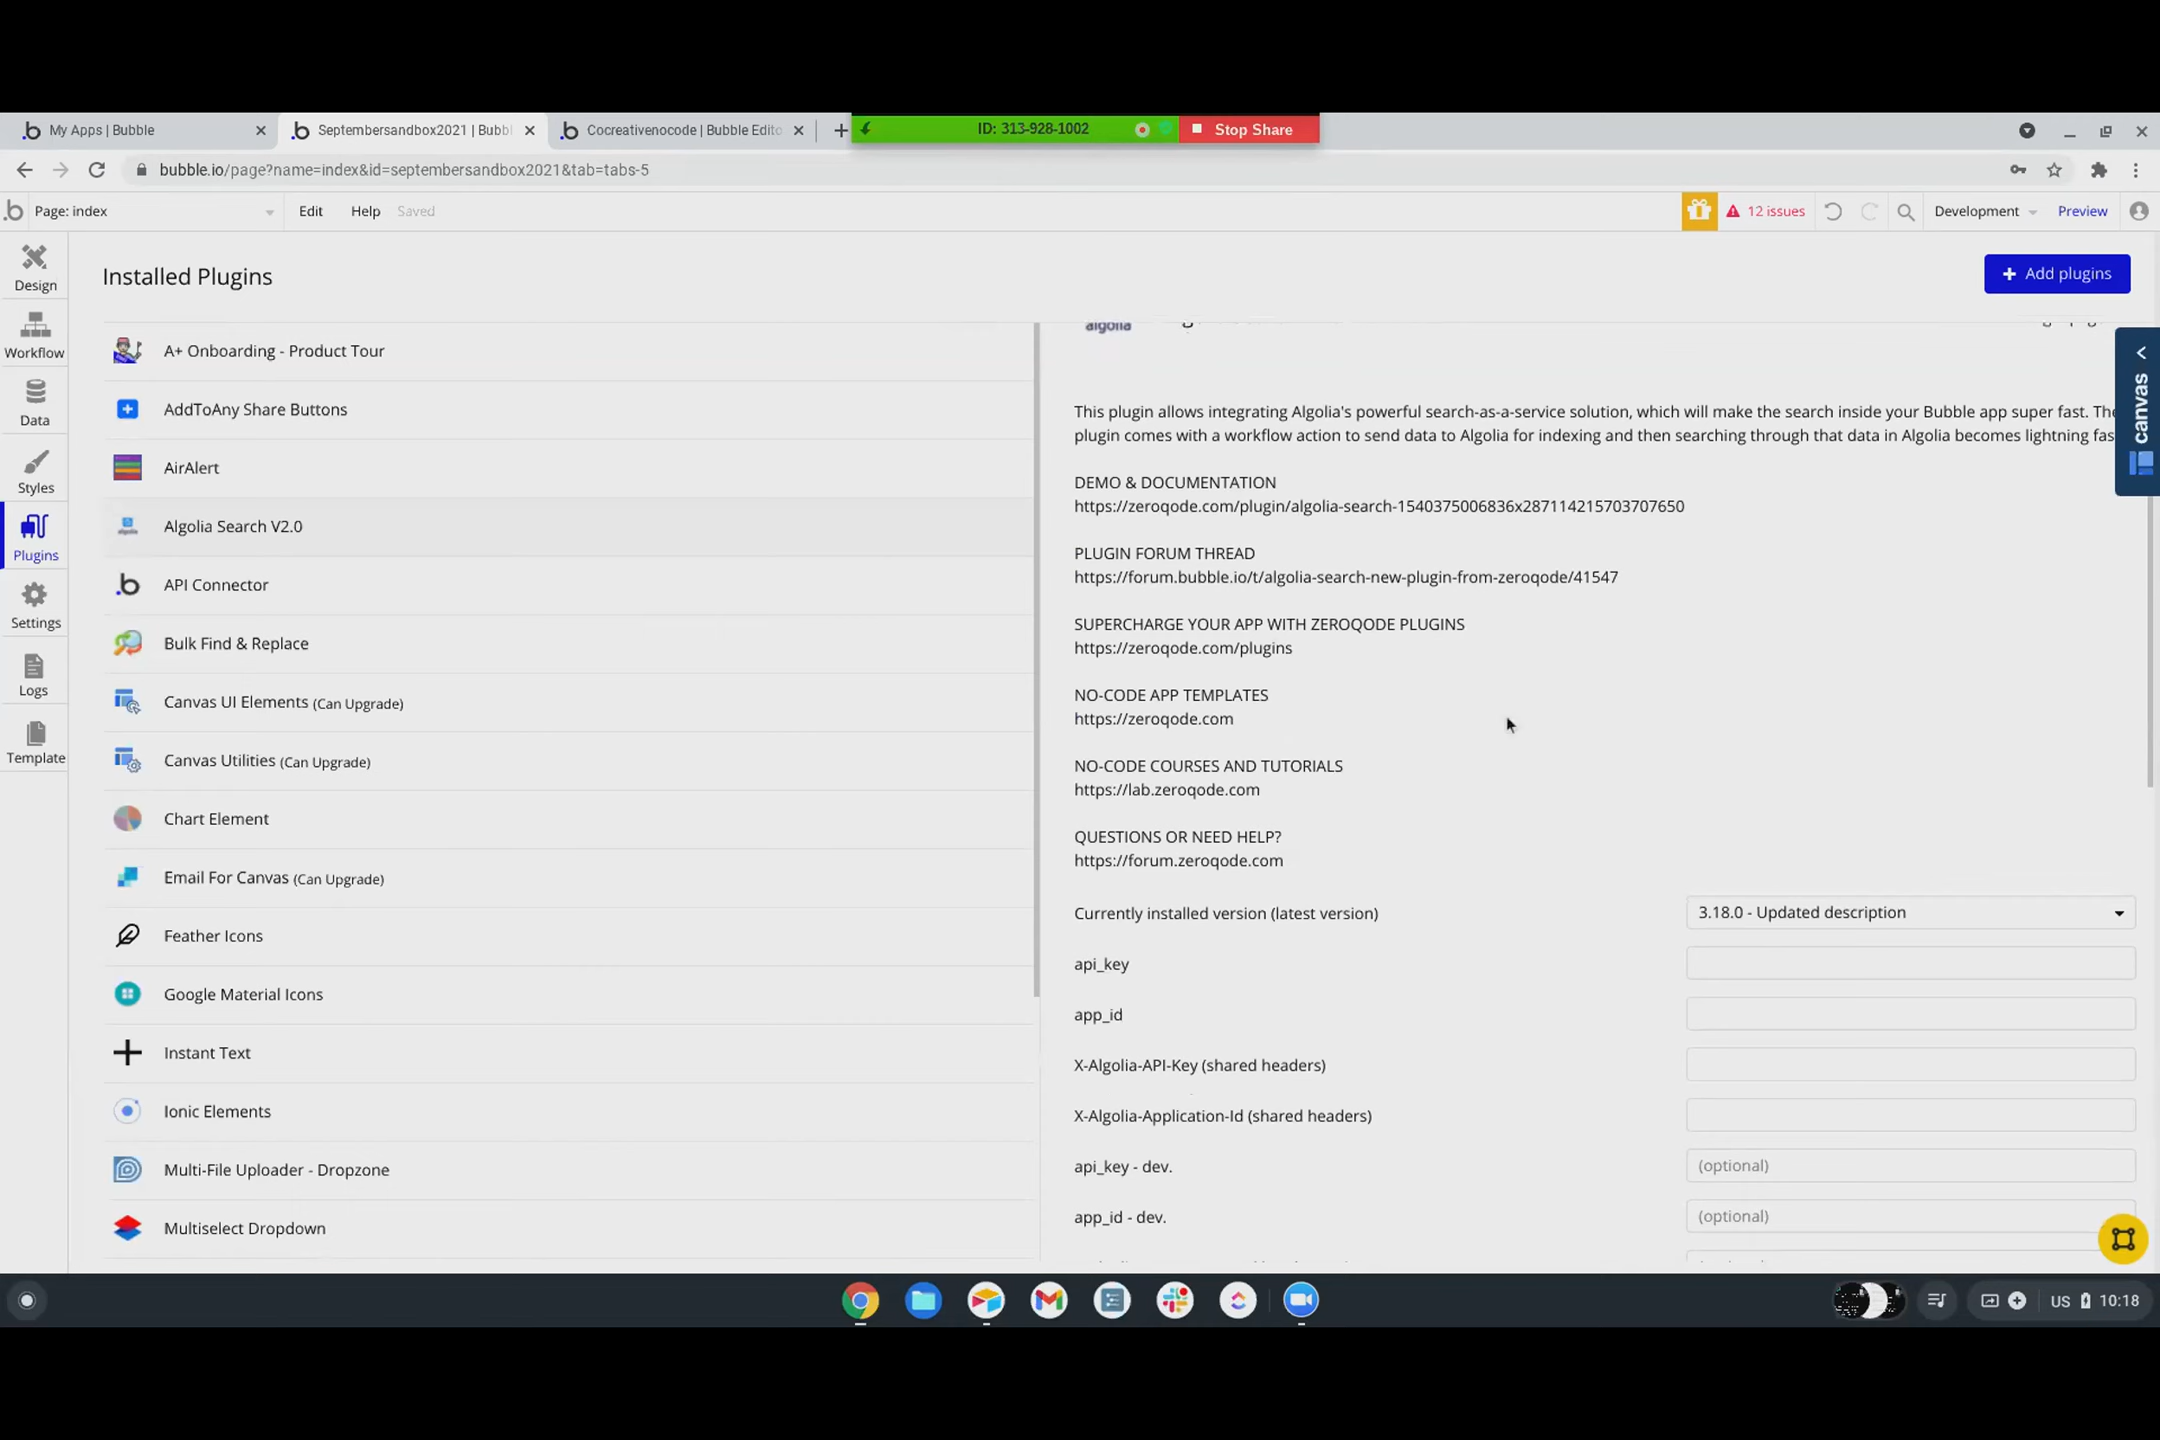 My Apps | Bubble
Septembersandbox2021 | Bubbl
Cocreativenocode | Bubble Edito
ID: 313-928-1002
Stop Share
bubble.io/page?name=index&id=septembersandbox2021&tab=tabs-5
Page: index
Edit
Help
Saved
12 issues
Development
Preview
Design
Workflow
Data
Styles
Plugins
Settings
Logs
Template
Installed Plugins
+ Add plugins
A+ Onboarding - Product Tour
AddToAny Share Buttons
AirAlert
Algolia Search V2.0
API Connector
Bulk Find & Replace
Canvas UI Elements (Can Upgrade)
Canvas Utilities (Can Upgrade)
Chart Element
Email For Canvas (Can Upgrade)
Feather Icons
Google Material Icons
Instant Text
Ionic Elements
Multi-File Uploader - Dropzone
Multiselect Dropdown
algolia
This plugin allows integrating Algolia's powerful search-as-a-service solution, which will make the search inside your Bubble app super fast. The
plugin comes with a workflow action to send data to Algolia for indexing and then searching through that data in Algolia becomes lightning fas
DEMO & DOCUMENTATION
https://zeroqode.com/plugin/algolia-search-1540375006836x287114215703707650
PLUGIN FORUM THREAD
https://forum.bubble.io/t/algolia-search-new-plugin-from-zeroqode/41547
SUPERCHARGE YOUR APP WITH ZEROQODE PLUGINS
https://zeroqode.com/plugins
NO-CODE APP TEMPLATES
https://zeroqode.com
NO-CODE COURSES AND TUTORIALS
https://lab.zeroqode.com
QUESTIONS OR NEED HELP?
https://forum.zeroqode.com
Currently installed version (latest version)
3.18.0 - Updated description
api_key
app_id
X-Algolia-API-Key (shared headers)
X-Algolia-Application-Id (shared headers)
api_key - dev.
(optional)
app_id - dev.
(optional)
canvas
US
10:18